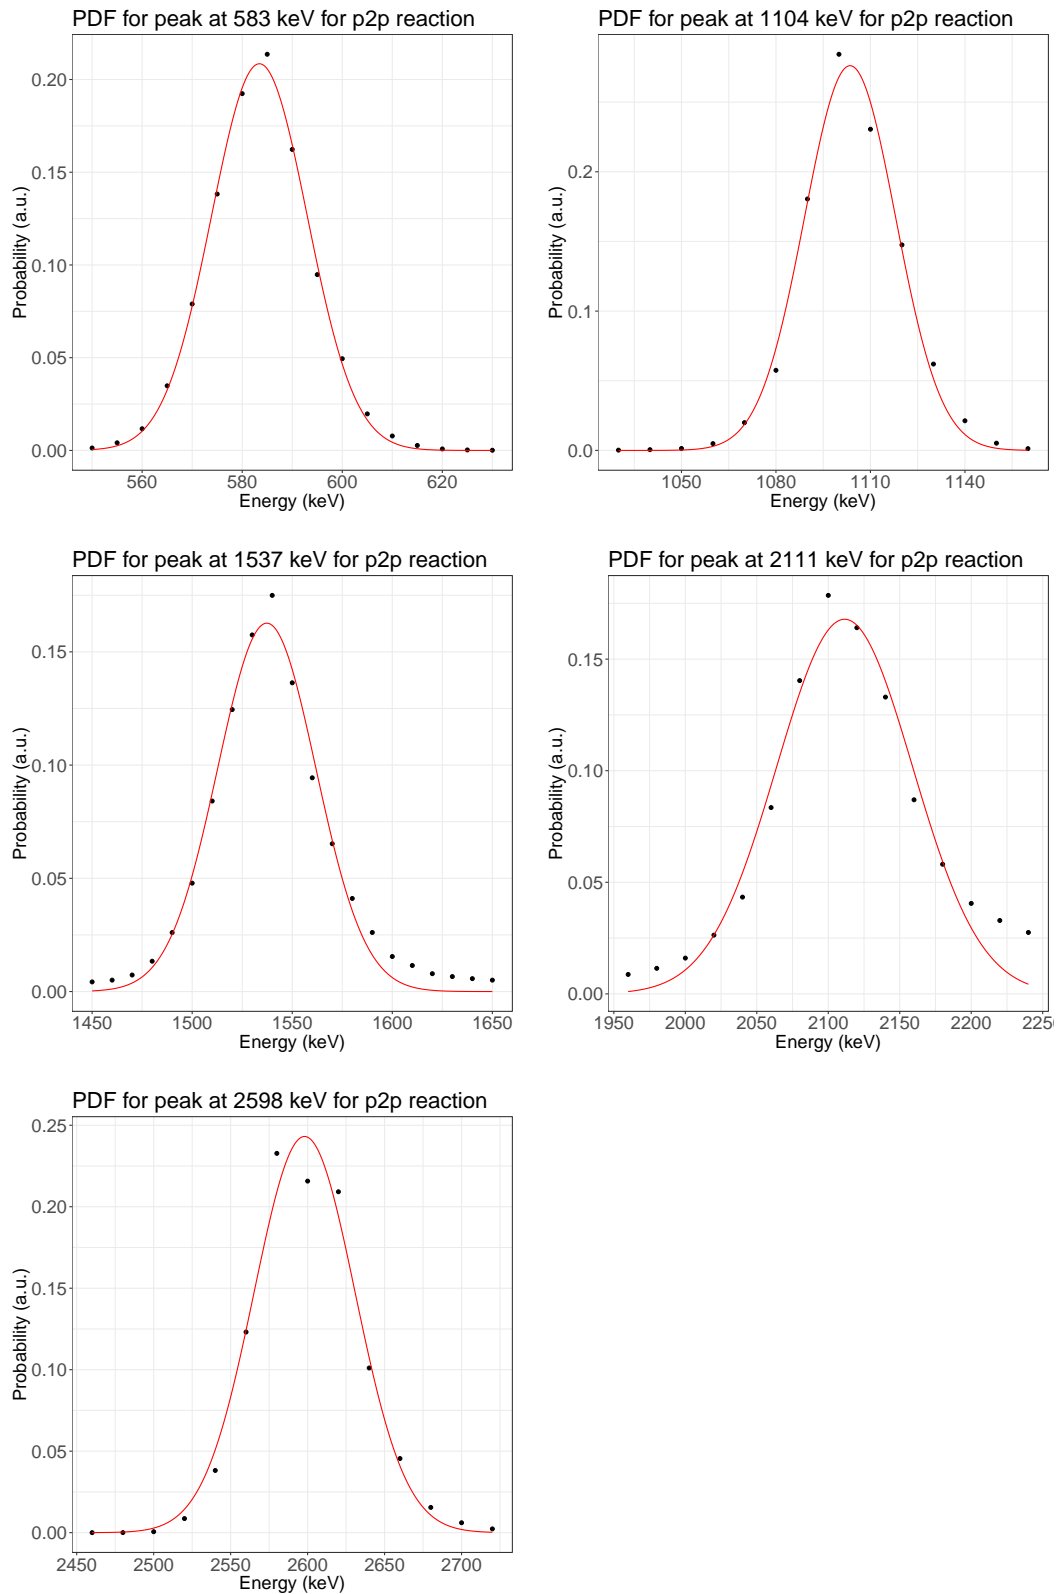 PDF for peak at 583 keV for p2p reaction
Probability (a.u.)
0.20
0.15
0.10
0.05
0.00
560 580 600 620
Energy (keV)
PDF for peak at 1104 keV for p2p reaction
Probability (a.u.)
0.2
0.1
0.0
1050 1080 1110 1140
Energy (keV)
PDF for peak at 1537 keV for p2p reaction
Probability (a.u.)
0.15
0.10
0.05
0.00
1450 1500 1550 1600 1650
Energy (keV)
PDF for peak at 2111 keV for p2p reaction
Probability (a.u.)
0.15
0.10
0.05
0.00
1950 2000 2050 2100 2150 2200 225
Energy (keV)
PDF for peak at 2598 keV for p2p reaction
Probability (a.u.)
0.25
0.20
0.15
0.10
0.05
0.00
2450 2500 2550 2600 2650 2700
Energy (keV)